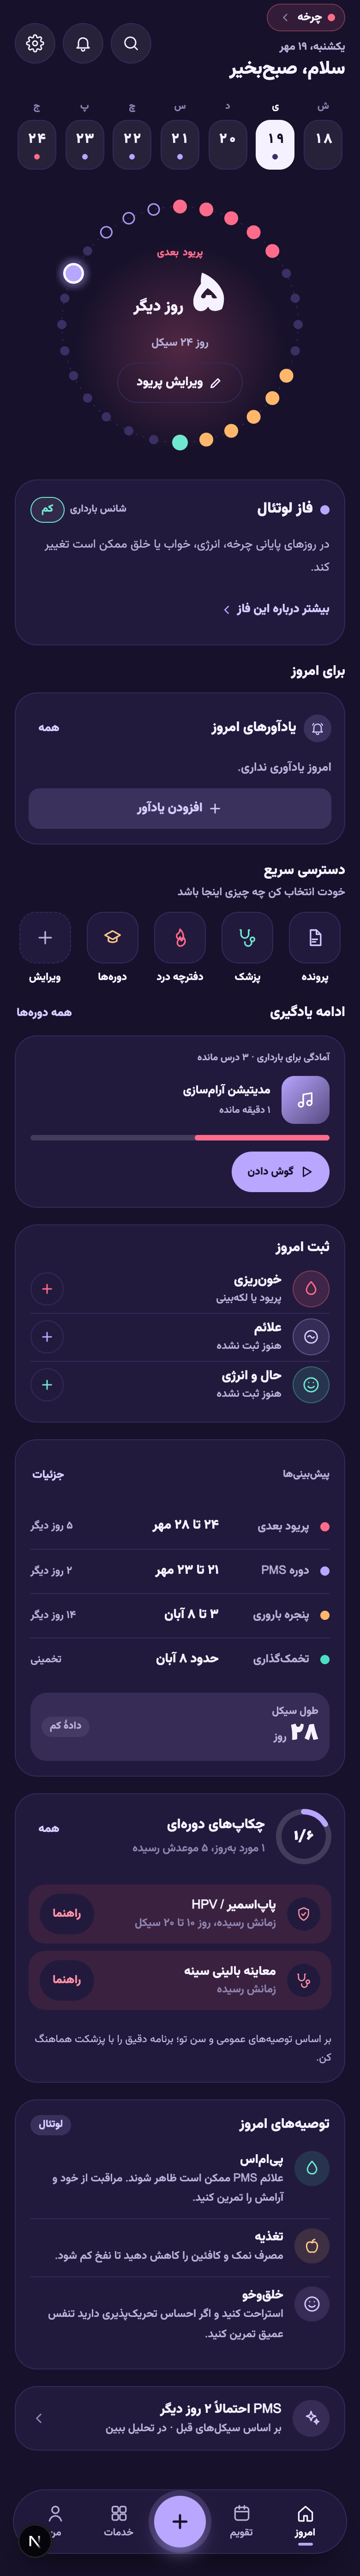 چرخه
یکشنبه، ۱۹ مهر
سلام، صبح‌بخیر
ش ی د س چ پ ج
۱۸ ۱۹ ۲۰ ۲۱ ۲۲ ۲۳ ۲۴
پریود بعدی
۵ روز دیگر
روز ۲۴ سیکل
ویرایش پریود
فاز لوتئال
شانس بارداری کم
در روزهای پایانی چرخه، انرژی، خواب یا خلق ممکن است تغییر
کند.
بیشتر درباره این فاز
برای امروز
یادآورهای امروز
همه
امروز یادآوری نداری.
افزودن یادآور
دسترسی سریع
خودت انتخاب کن چه چیزی اینجا باشد
پرونده پزشک دفترچه درد دوره‌ها ویرایش
ادامه یادگیری
همه دوره‌ها
آمادگی برای بارداری · ۳ درس مانده
مدیتیشن آرام‌سازی
۱ دقیقه مانده
گوش دادن
ثبت امروز
خون‌ریزی
پریود یا لکه‌بینی
علائم
هنوز ثبت نشده
حال و انرژی
هنوز ثبت نشده
پیش‌بینی‌ها
جزئیات
پریود بعدی ۲۴ تا ۲۸ مهر ۵ روز دیگر
دوره PMS ۲۱ تا ۲۳ مهر ۲ روز دیگر
پنجره باروری ۳ تا ۸ آبان ۱۴ روز دیگر
تخمک‌گذاری حدود ۸ آبان تخمینی
طول سیکل
۲۸ روز
دادهٔ کم
۱/۶
چکاپ‌های دوره‌ای
همه
۱ مورد به‌روز، ۵ موعدش رسیده
پاپ‌اسمیر / HPV
زمانش رسیده، روز ۱۰ تا ۲۰ سیکل
راهنما
معاینه بالینی سینه
زمانش رسیده
راهنما
بر اساس توصیه‌های عمومی و سن تو؛ برنامه دقیق را با پزشکت هماهنگ
کن.
توصیه‌های امروز
لوتئال
پی‌ام‌اس
علائم PMS ممکن است ظاهر شوند. مراقبت از خود و
آرامش را تمرین کنید.
تغذیه
مصرف نمک و کافئین را کاهش دهید تا نفخ کم شود.
خلق‌وخو
استراحت کنید و اگر احساس تحریک‌پذیری دارید تنفس
عمیق تمرین کنید.
PMS احتمالاً ۲ روز دیگر
بر اساس سیکل‌های قبل · در تحلیل ببین
امروز تقویم خدمات من
N